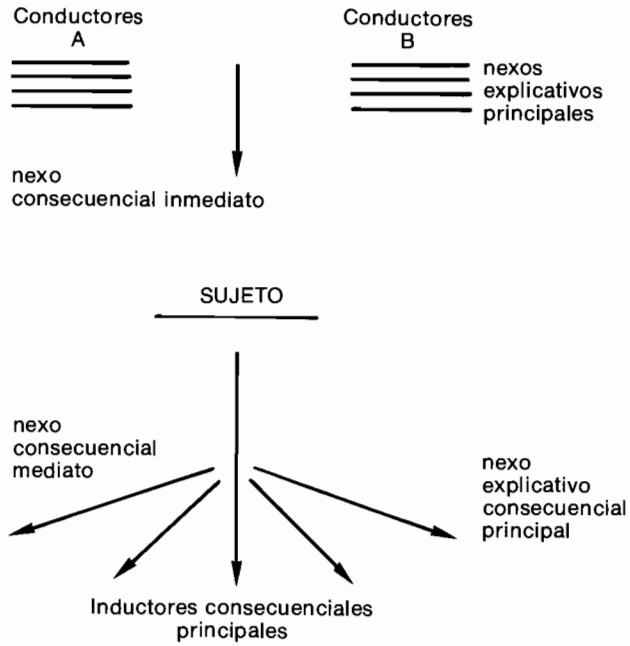 Conductores
A
Conductores
B
nexos
explicativos
principales
nexo
consecuencial inmediato
SUJETO
nexo
consecuencial
mediato
nexo
explicativo
consecuencial
principal
Inductores consecuenciales
principales